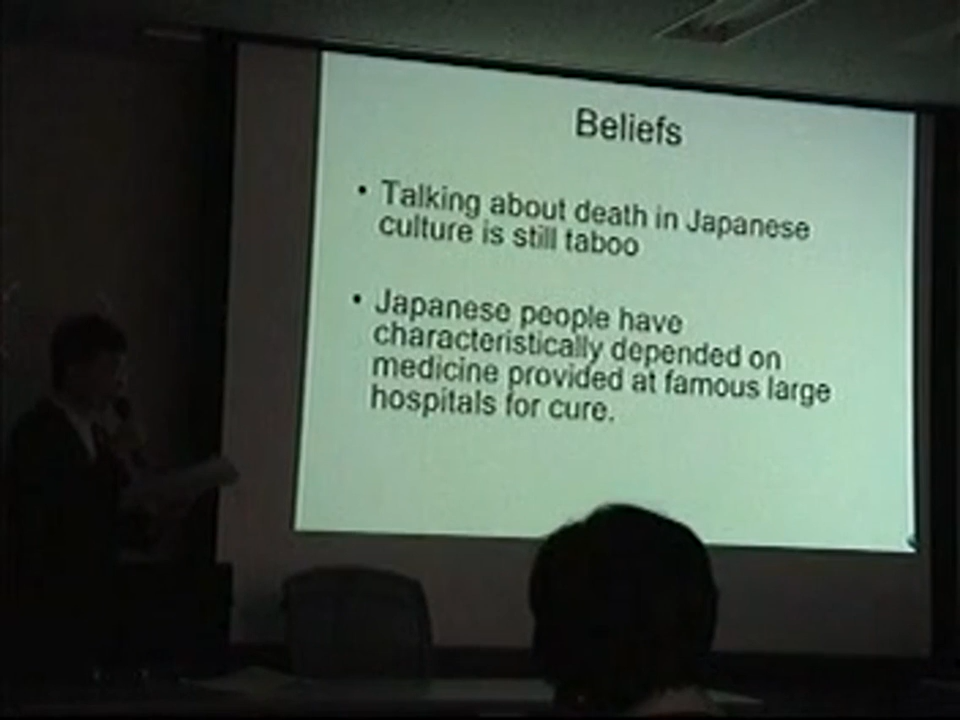 Beliefs
• Talking about death in Japanese
culture is still taboo
• Japanese people have
characteristically depended on
medicine provided at famous large
hospitals for cure.